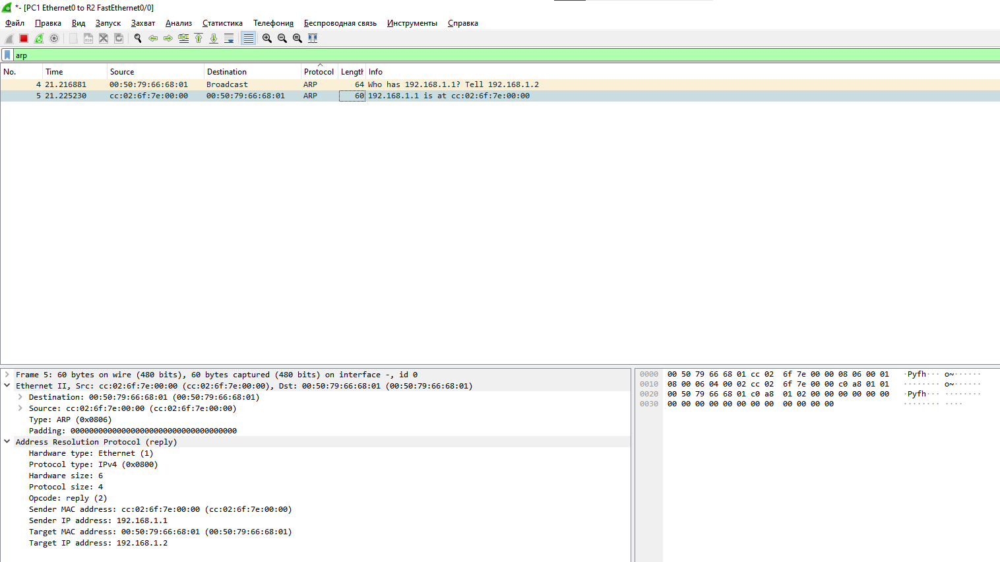 *- [PC1 Ethernet0 to R2 FastEthernet0/0]
Файл Правка Вид Запуск Захват Анализ Статистика Телефония Беспроводная связь Инструменты Справка
arp
No. Time Source Destination Protocol Length Info
4 21.216881 00:50:79:66:68:01 Broadcast ARP 64 Who has 192.168.1.1? Tell 192.168.1.2
5 21.225230 cc:02:6f:7e:00:00 00:50:79:66:68:01 ARP 60 192.168.1.1 is at cc:02:6f:7e:00:00
Frame 5: 60 bytes on wire (480 bits), 60 bytes captured (480 bits) on interface -, id 0
Ethernet II, Src: cc:02:6f:7e:00:00 (cc:02:6f:7e:00:00), Dst: 00:50:79:66:68:01 (00:50:79:66:68:01)
Destination: 00:50:79:66:68:01 (00:50:79:66:68:01)
Source: cc:02:6f:7e:00:00 (cc:02:6f:7e:00:00)
Type: ARP (0x0806)
Padding: 000000000000000000000000000000000000
Address Resolution Protocol (reply)
Hardware type: Ethernet (1)
Protocol type: IPv4 (0x0800)
Hardware size: 6
Protocol size: 4
Opcode: reply (2)
Sender MAC address: cc:02:6f:7e:00:00 (cc:02:6f:7e:00:00)
Sender IP address: 192.168.1.1
Target MAC address: 00:50:79:66:68:01 (00:50:79:66:68:01)
Target IP address: 192.168.1.2
0000 00 50 79 66 68 01 cc 02 6f 7e 00 00 08 06 00 01 ·Pyfh··· o~······
0010 08 00 06 04 00 02 cc 02 6f 7e 00 00 c0 a8 01 01 ········ o~······
0020 00 50 79 66 68 01 c0 a8 01 02 00 00 00 00 00 00 ·Pyfh··· ········
0030 00 00 00 00 00 00 00 00 00 00 00 00 ········ ····